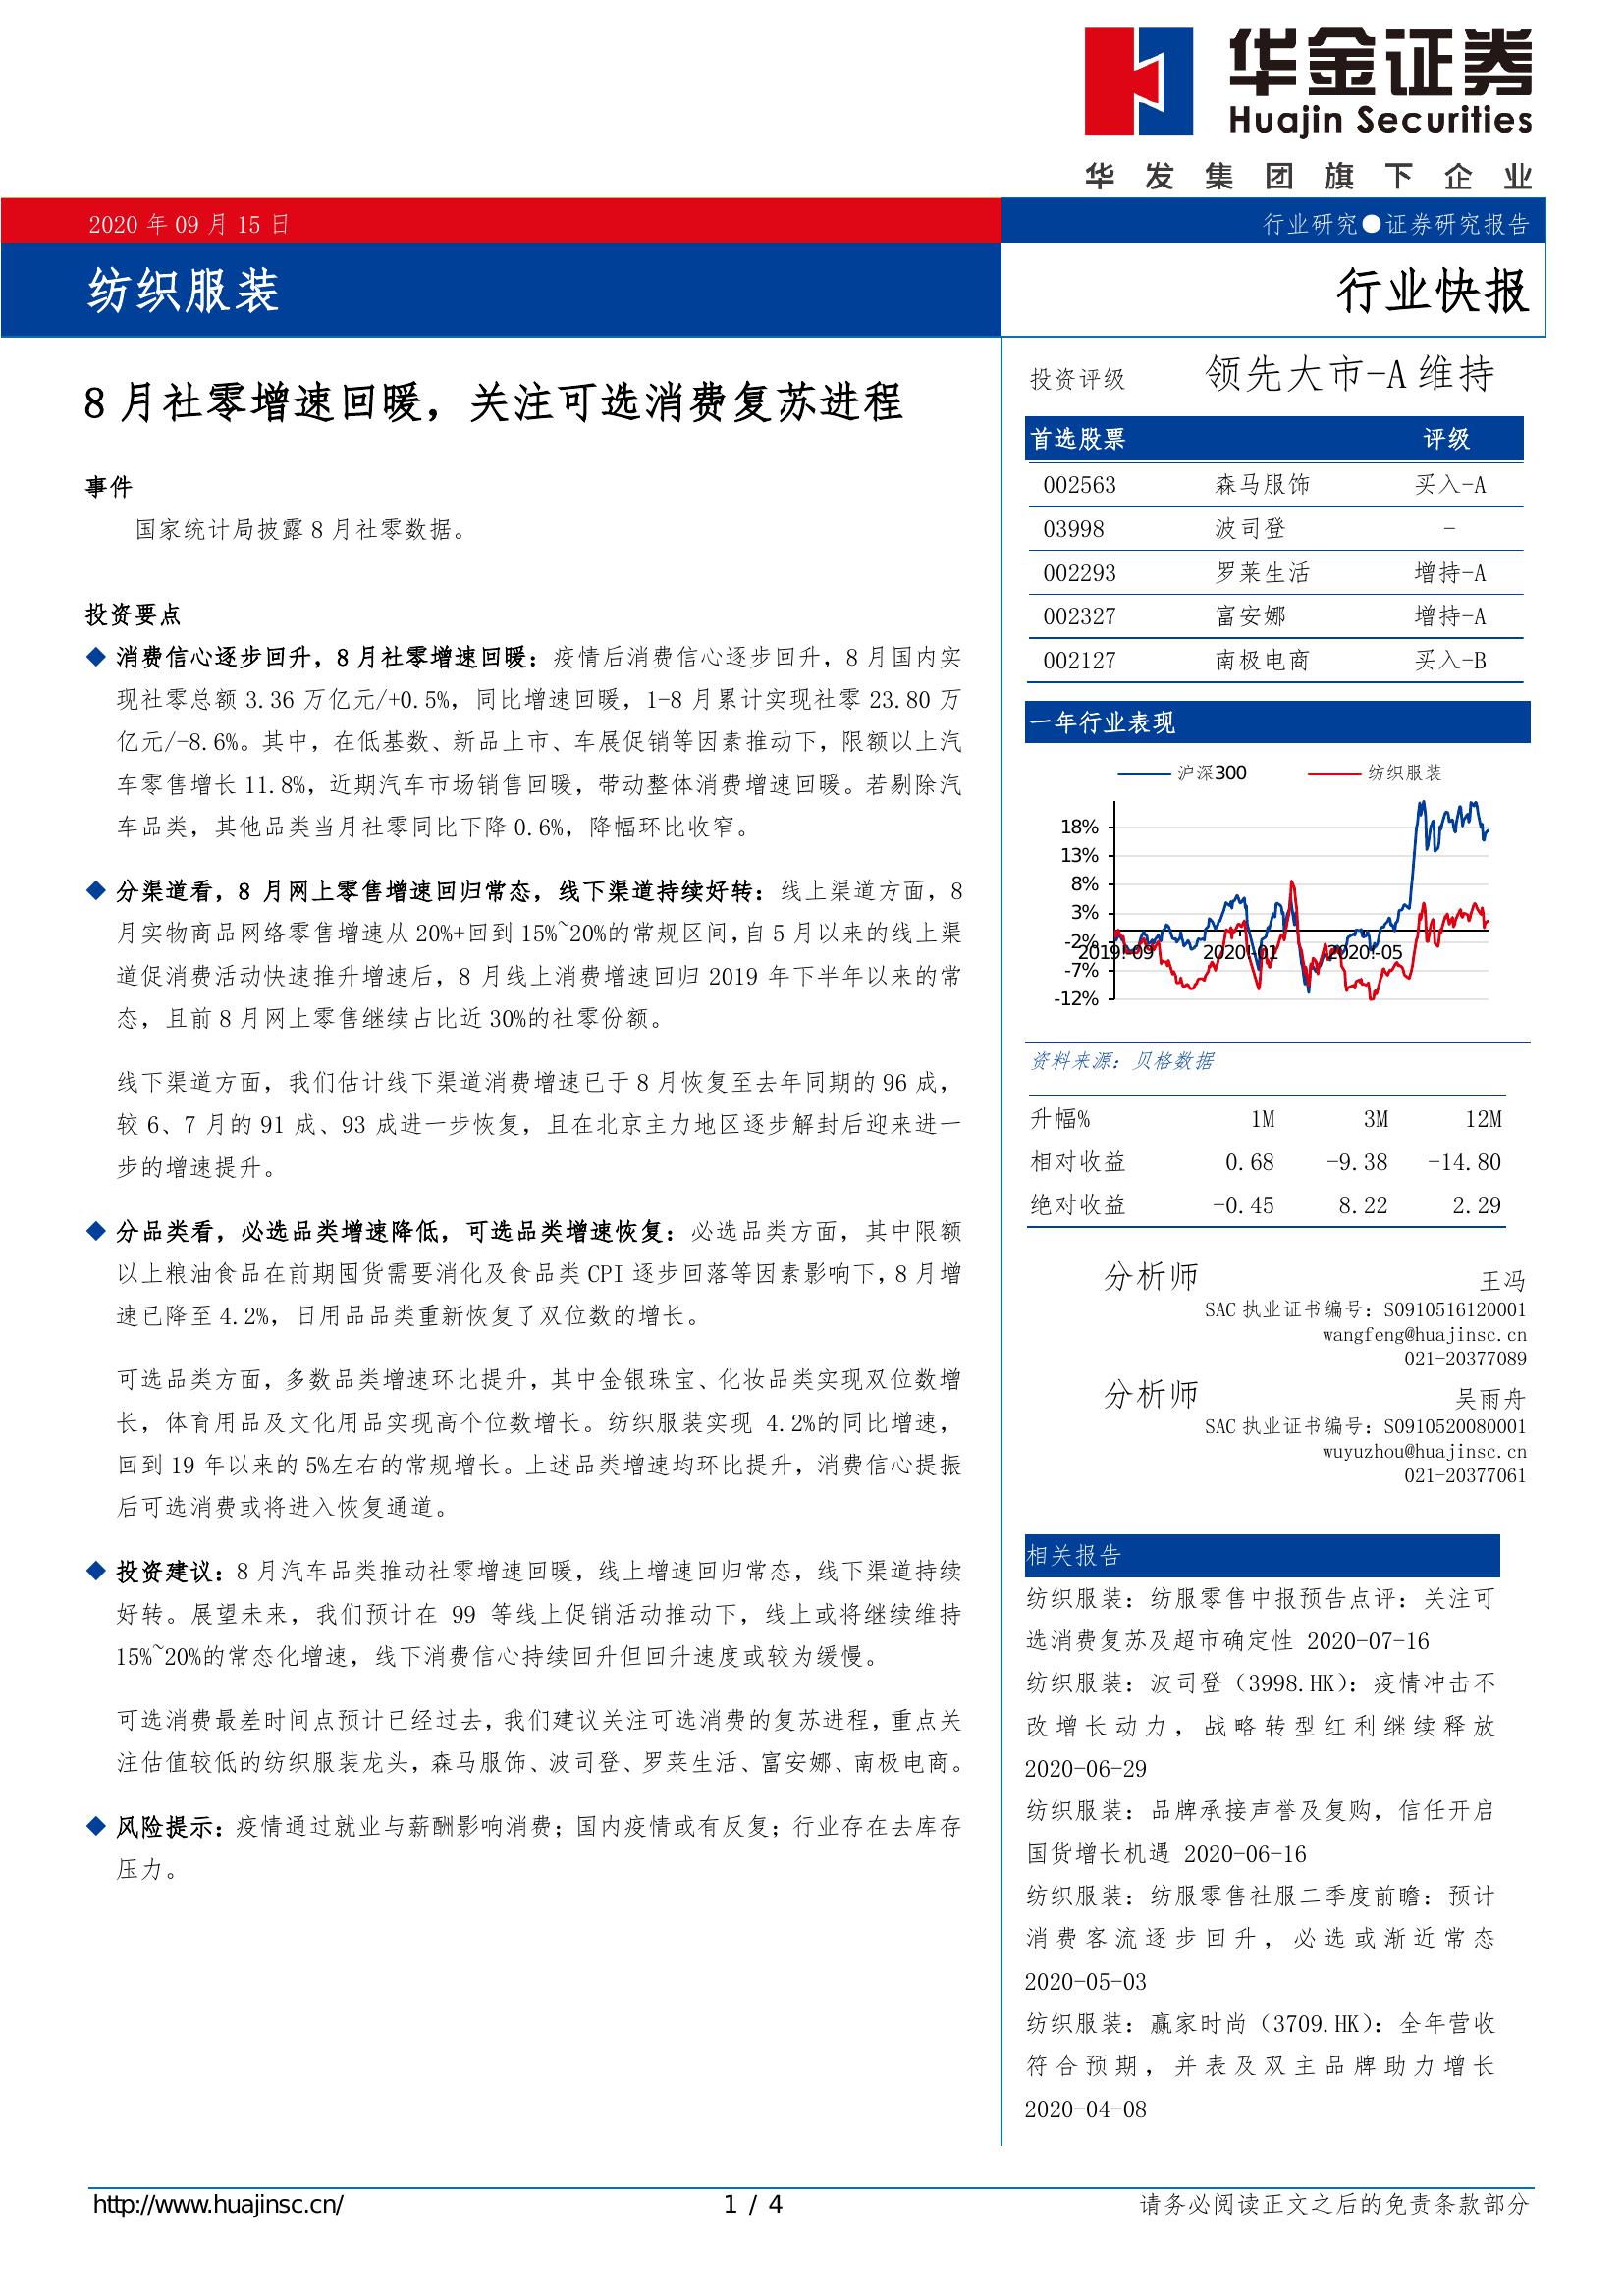 华金证券
Huajin Securities
华发集团旗下企业
2020 年 09 月 15 日
行业研究●证券研究报告
纺织服装
行业快报
8 月社零增速回暖，关注可选消费复苏进程
事件
国家统计局披露 8 月社零数据。
投资要点
◆ 消费信心逐步回升，8 月社零增速回暖：疫情后消费信心逐步回升，8 月国内实
现社零总额 3.36 万亿元/+0.5%，同比增速回暖，1-8 月累计实现社零 23.80 万
亿元/-8.6%。其中，在低基数、新品上市、车展促销等因素推动下，限额以上汽
车零售增长 11.8%，近期汽车市场销售回暖，带动整体消费增速回暖。若剔除汽
车品类，其他品类当月社零同比下降 0.6%，降幅环比收窄。
◆ 分渠道看，8 月网上零售增速回归常态，线下渠道持续好转：线上渠道方面，8
月实物商品网络零售增速从 20%+回到 15%~20%的常规区间，自 5 月以来的线上渠
道促消费活动快速推升增速后，8 月线上消费增速回归 2019 年下半年以来的常
态，且前 8 月网上零售继续占比近 30%的社零份额。
线下渠道方面，我们估计线下渠道消费增速已于 8 月恢复至去年同期的 96 成，
较 6、7 月的 91 成、93 成进一步恢复，且在北京主力地区逐步解封后迎来进一
步的增速提升。
◆ 分品类看，必选品类增速降低，可选品类增速恢复：必选品类方面，其中限额
以上粮油食品在前期囤货需要消化及食品类 CPI 逐步回落等因素影响下，8 月增
速已降至 4.2%，日用品品类重新恢复了双位数的增长。
可选品类方面，多数品类增速环比提升，其中金银珠宝、化妆品类实现双位数增
长，体育用品及文化用品实现高个位数增长。纺织服装实现 4.2%的同比增速，
回到 19 年以来的 5%左右的常规增长。上述品类增速均环比提升，消费信心提振
后可选消费或将进入恢复通道。
◆ 投资建议：8 月汽车品类推动社零增速回暖，线上增速回归常态，线下渠道持续
好转。展望未来，我们预计在 99 等线上促销活动推动下，线上或将继续维持
15%~20%的常态化增速，线下消费信心持续回升但回升速度或较为缓慢。
可选消费最差时间点预计已经过去，我们建议关注可选消费的复苏进程，重点关
注估值较低的纺织服装龙头，森马服饰、波司登、罗莱生活、富安娜、南极电商。
◆ 风险提示：疫情通过就业与薪酬影响消费；国内疫情或有反复；行业存在去库存
压力。
投资评级 领先大市-A 维持
首选股票 评级
002563 森马服饰 买入-A
03998 波司登 -
002293 罗莱生活 增持-A
002327 富安娜 增持-A
002127 南极电商 买入-B
一年行业表现
沪深300 纺织服装
18%
13%
8%
3%
-2%
2019!-09 2020!-01 2020!-05
-7%
-12%
资料来源：贝格数据
升幅% 1M 3M 12M
相对收益 0.68 -9.38 -14.80
绝对收益 -0.45 8.22 2.29
分析师 王冯
SAC 执业证书编号：S0910516120001
wangfeng@huajinsc.cn
021-20377089
分析师 吴雨舟
SAC 执业证书编号：S0910520080001
wuyuzhou@huajinsc.cn
021-20377061
相关报告
纺织服装：纺服零售中报预告点评：关注可
选消费复苏及超市确定性 2020-07-16
纺织服装：波司登（3998.HK）：疫情冲击不
改增长动力，战略转型红利继续释放
2020-06-29
纺织服装：品牌承接声誉及复购，信任开启
国货增长机遇 2020-06-16
纺织服装：纺服零售社服二季度前瞻：预计
消费客流逐步回升，必选或渐近常态
2020-05-03
纺织服装：赢家时尚（3709.HK）：全年营收
符合预期，并表及双主品牌助力增长
2020-04-08
http://www.huajinsc.cn/ 1 / 4 请务必阅读正文之后的免责条款部分